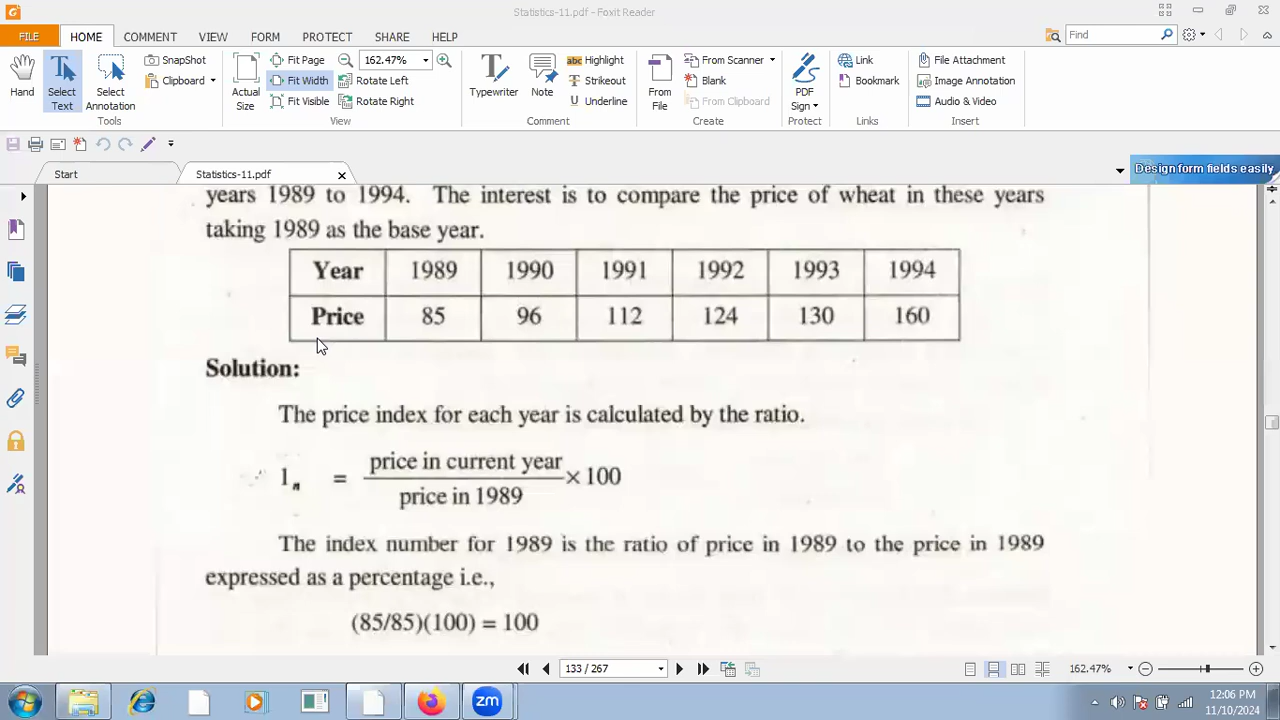 Statistics-11.pdf - Foxit Reader
FILE HOME COMMENT VIEW FORM PROTECT SHARE HELP Find
SnapShot Fit Page 162.47% abc Highlight From Scanner Link File Attachment
Hand Select Text Select Annotation Clipboard Actual Size Fit Width Rotate Left Typewriter Note Strikeout From File Blank PDF Sign Bookmark Image Annotation
Fit Visible Rotate Right Underline From Clipboard Audio & Video
Tools View Comment Create Protect Links Insert
Start Statistics-11.pdf Design form fields easily
years 1989 to 1994. The interest is to compare the price of wheat in these years
taking 1989 as the base year.
Year 1989 1990 1991 1992 1993 1994
Price 85 96 112 124 130 160
Solution:
The price index for each year is calculated by the ratio.
price in current year
1n = × 100
price in 1989
The index number for 1989 is the ratio of price in 1989 to the price in 1989
expressed as a percentage i.e.,
(85/85)(100) = 100
133 / 267 162.47%
zm 12:06 PM
11/10/2024